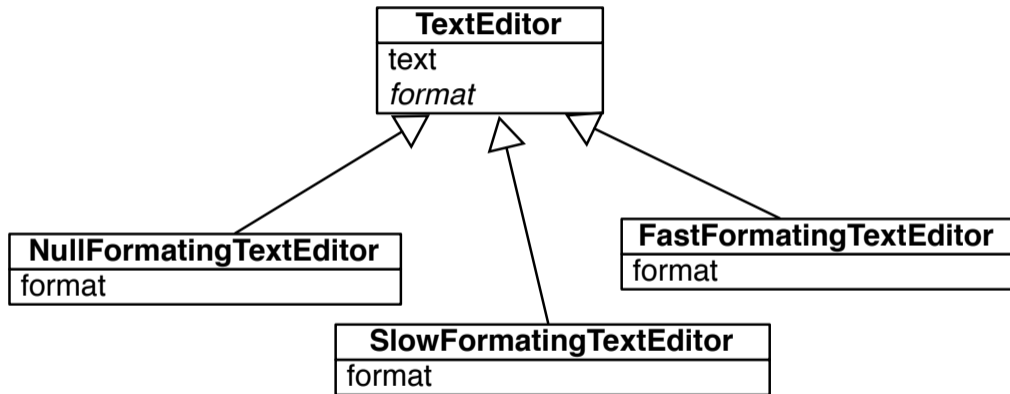 TextEditor
text
format
NullFormatingTextEditor
format
FastFormatingTextEditor
format
SlowFormatingTextEditor
format